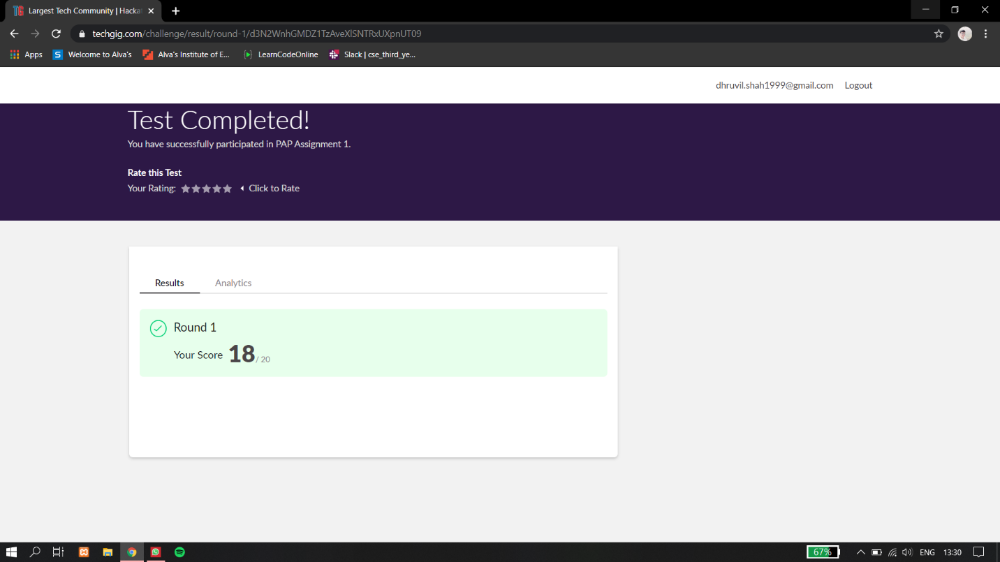 Largest Tech Community | Hacka
techgig.com/challenge/result/round-1/d3N2WnhGMDZ1TzAveXlSNTRxUXpnUT09
Apps
Welcome to Alva's
Alva's Institute of E...
LearnCodeOnline
Slack | cse_third_ye...
dhruvil.shah1999@gmail.com Logout
Test Completed!
You have successfully participated in PAP Assignment 1.
Rate this Test
Your Rating: Click to Rate
Results Analytics
Round 1
Your Score 18 / 20
67% ENG 13:30